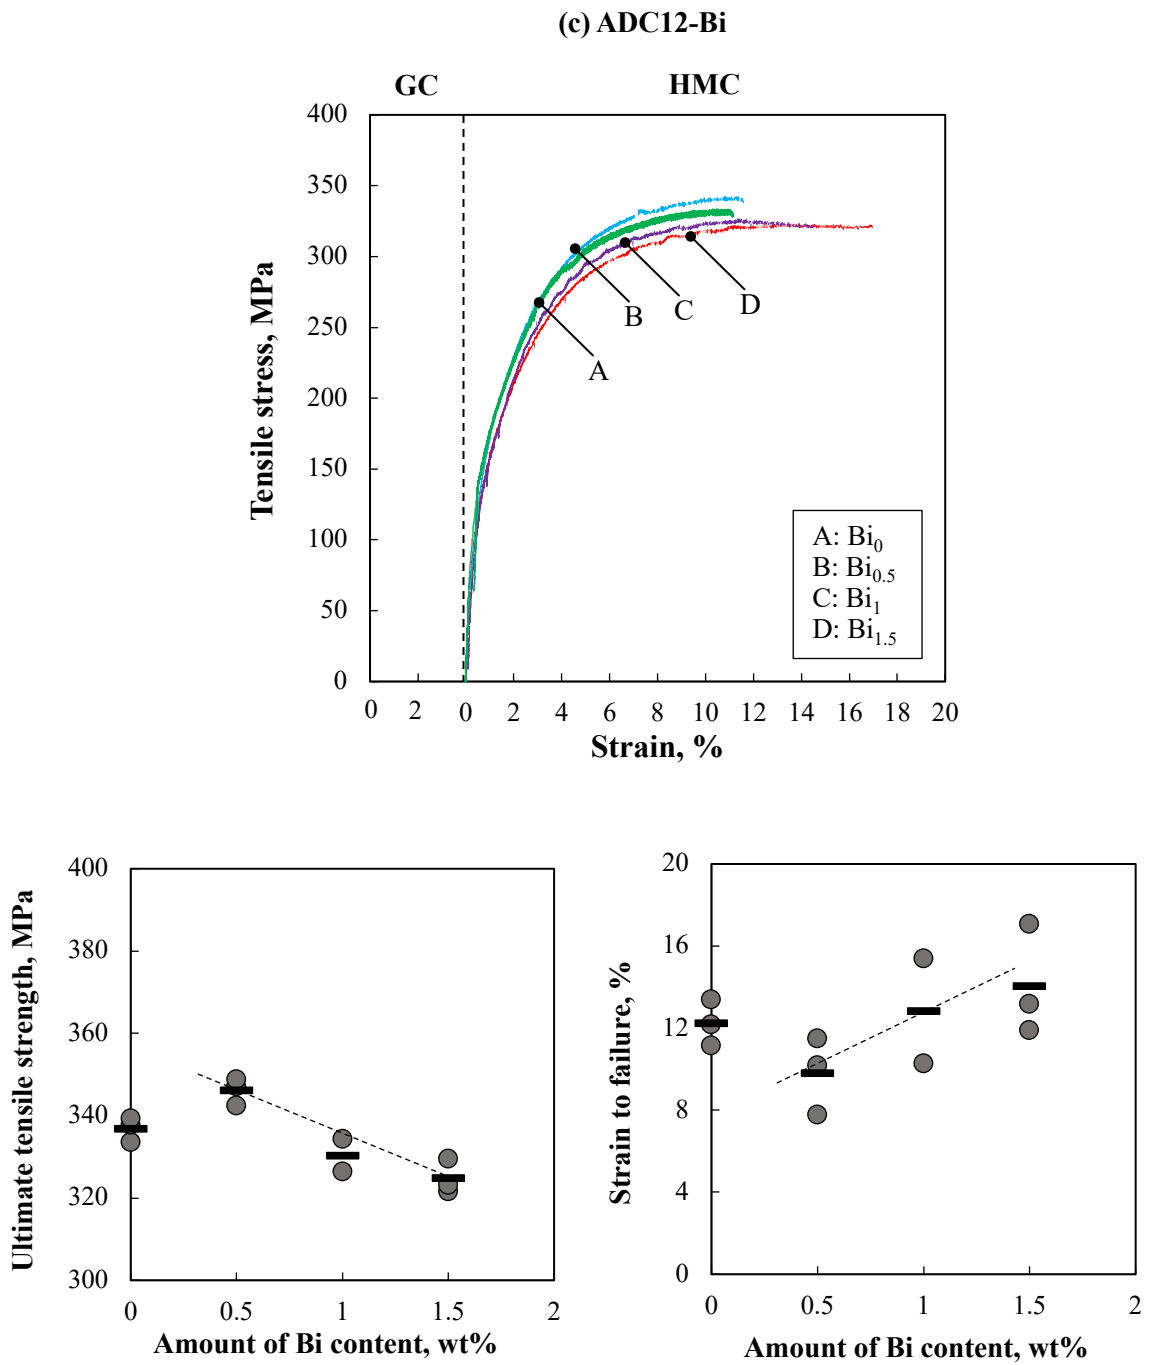 (c) ADC12-Bi
GC HMC
400
350
300
250
200
150
100
50
0
Tensile stress, MPa
A
B
C
D
A: Bi₀
B: Bi₀.₅
C: Bi₁
D: Bi₁.₅
0 2 0 2 4 6 8 10 12 14 16 18 20
Strain, %
400
380
360
340
320
300
Ultimate tensile strength, MPa
0 0.5 1 1.5 2
Amount of Bi content, wt%
20
16
12
8
4
0
Strain to failure, %
0 0.5 1 1.5 2
Amount of Bi content, wt%